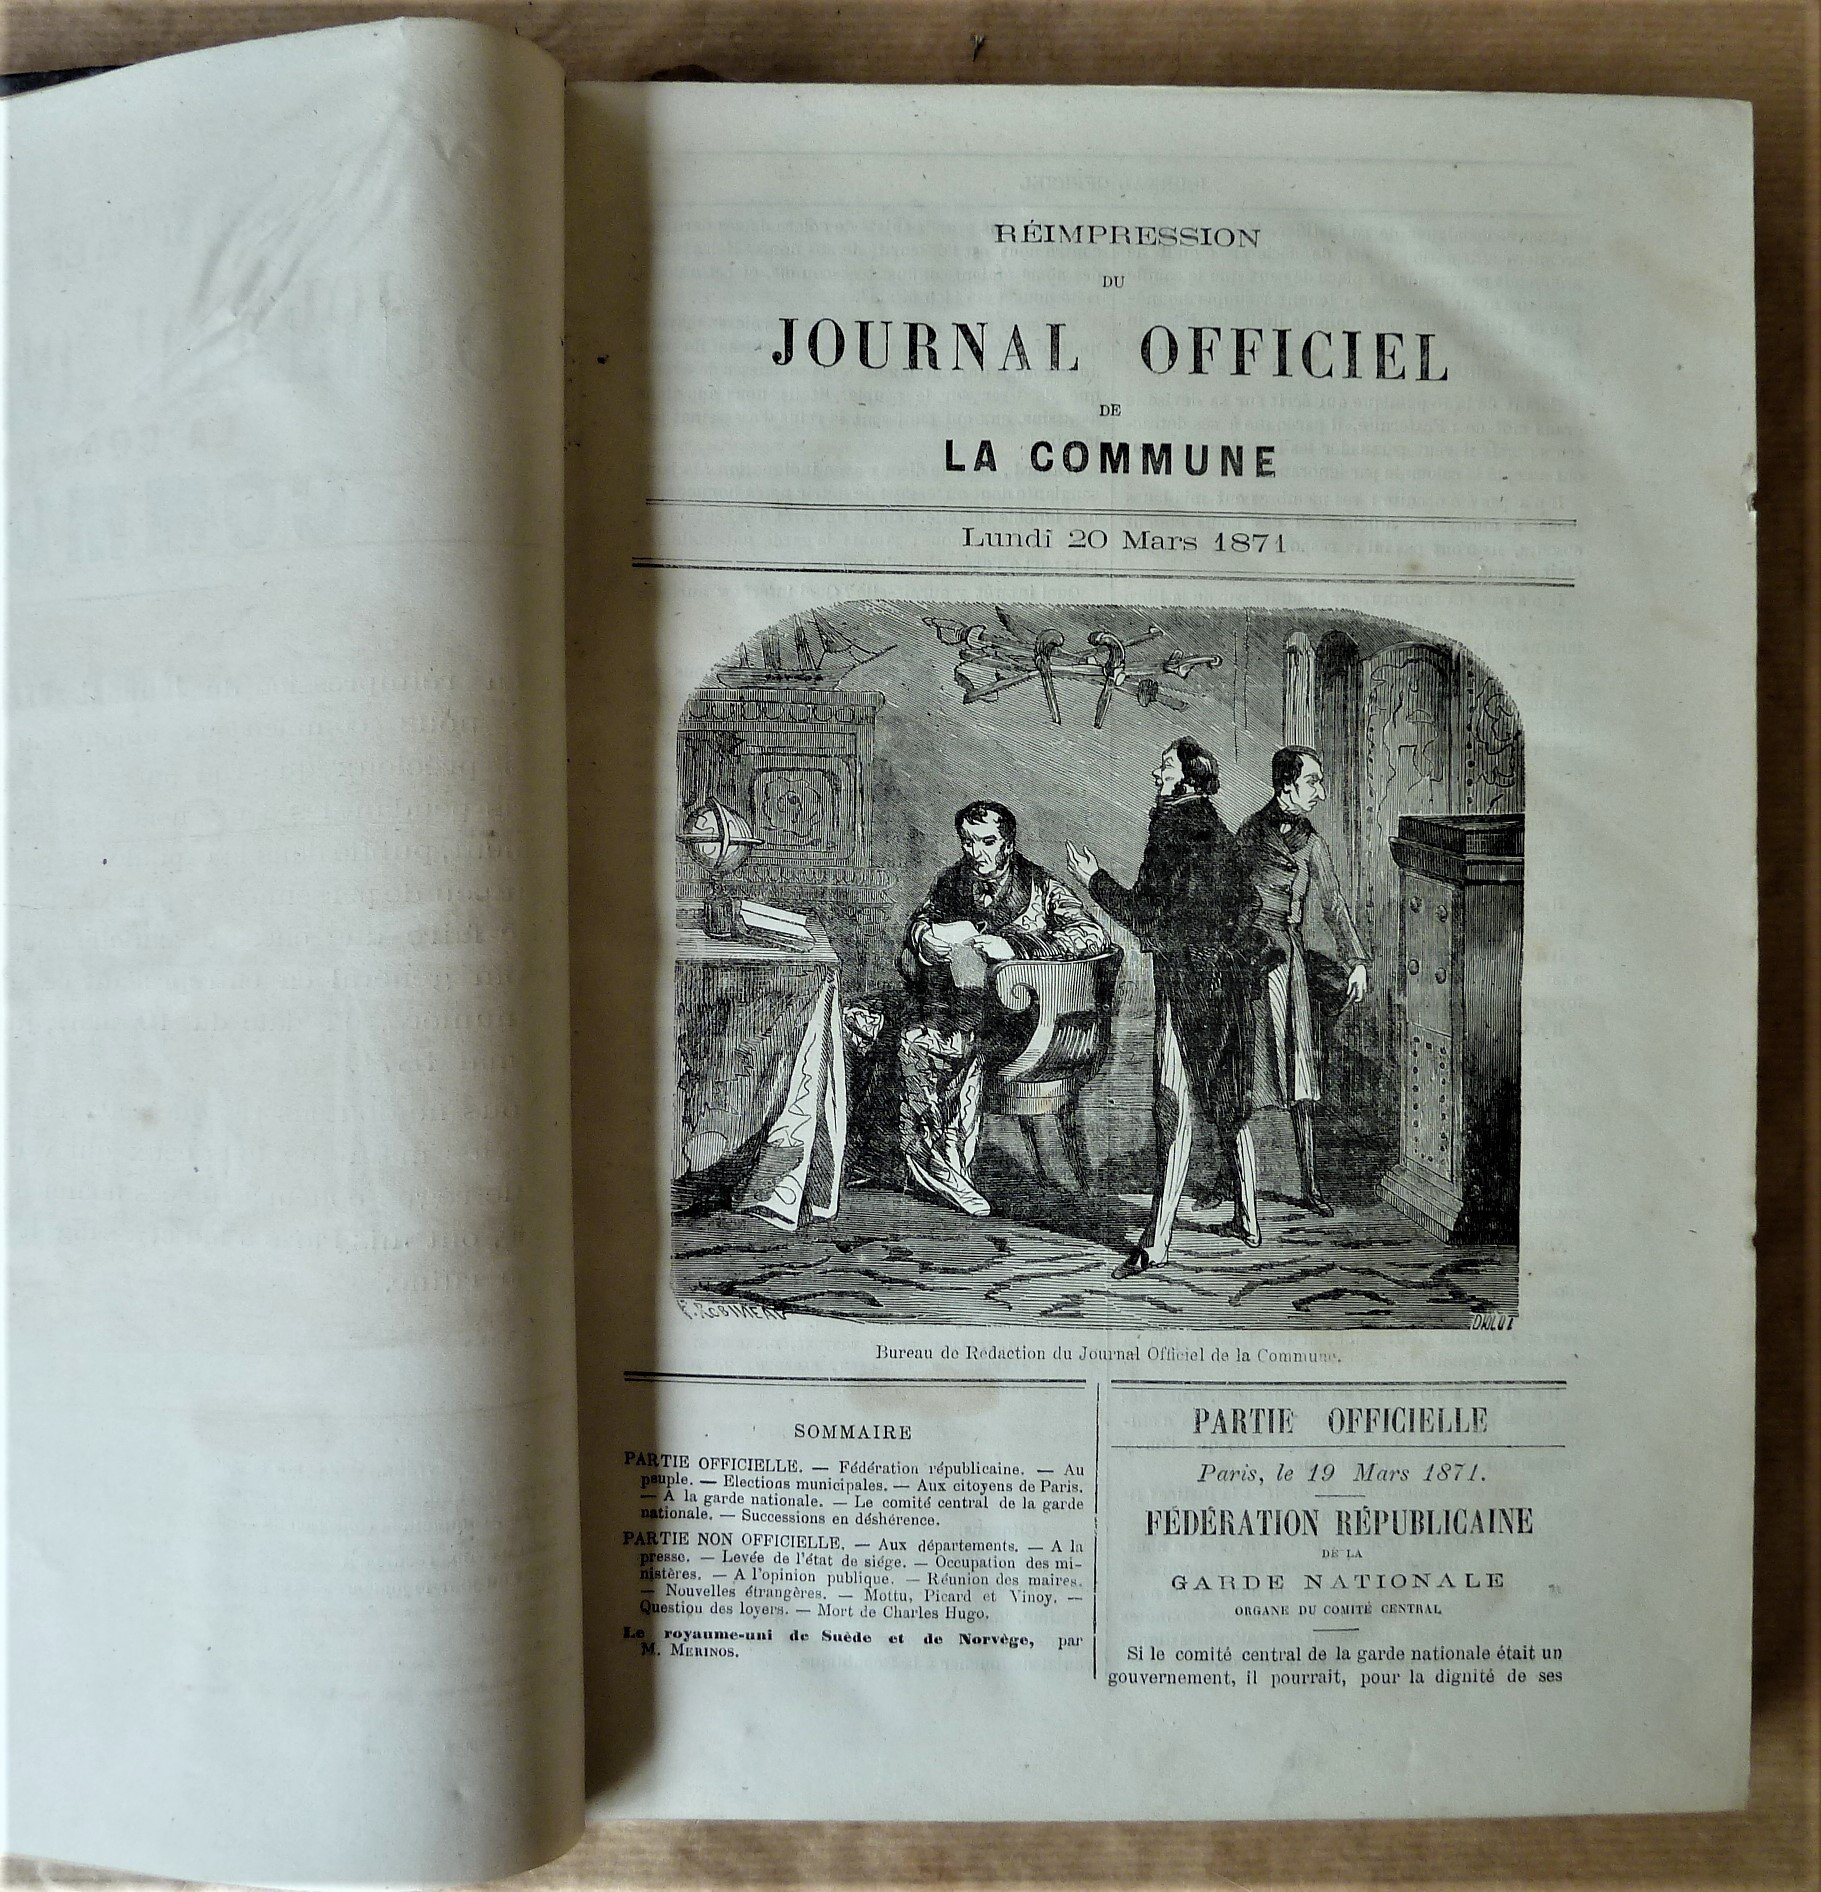 RÉIMPRESSION
DU
JOURNAL OFFICIEL
DE
LA COMMUNE
Lundi 20 Mars 1871
F. ROBINEAU
Bureau de Rédaction du Journal Officiel de la Commune.
SOMMAIRE
PARTIE OFFICIELLE. — Fédération républicaine. — Au
peuple. — Elections municipales. — Aux citoyens de Paris.
— A la garde nationale. — Le comité central de la garde
nationale. — Successions en déshérence.
PARTIE NON OFFICIELLE. — Aux départements. — A la
presse. — Levée de l'état de siége. — Occupation des mi-
nistères. — A l'opinion publique. — Réunion des maires.
— Nouvelles étrangères. — Mottu, Picard et Vinoy. —
Question des loyers. — Mort de Charles Hugo.
Le royaume-uni de Suède et de Norvège, par
M. MERINOS.
PARTIE OFFICIELLE
Paris, le 19 Mars 1871.
FÉDÉRATION RÉPUBLICAINE
DE LA
GARDE NATIONALE
ORGANE DU COMITÉ CENTRAL
Si le comité central de la garde nationale était un
gouvernement, il pourrait, pour la dignité de ses